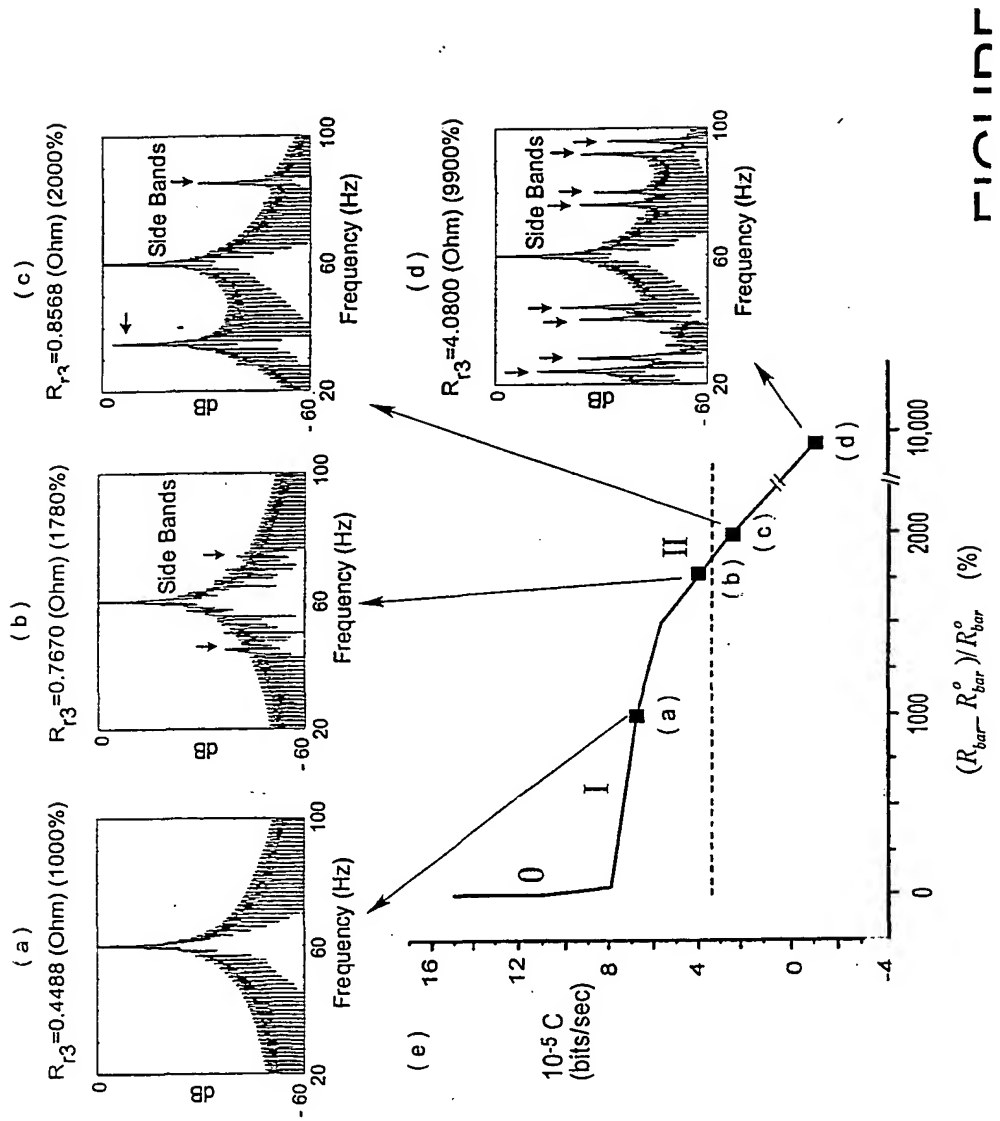 ( a )
R_r3=0.4488 (Ohm) (1000%)
0
dB
- 60
20
60
100
Frequency (Hz)
( b )
R_r3=0.7670 (Ohm) (1780%)
Side Bands
0
dB
- 60
20
60
100
Frequency (Hz)
( c )
R_r3=0.8568 (Ohm) (2000%)
Side Bands
0
dB
- 60
20
60
100
Frequency (Hz)
( d )
R_r3=4.0800 (Ohm) (9900%)
Side Bands
0
dB
- 60
20
60
100
Frequency (Hz)
( e )
10-5 C
(bits/sec)
16
12
8
4
0
-4
0
I
II
( a )
( b )
( c )
( d )
0
1000
2000
10,000
(R_bar - R^o_bar)/R^o_bar (%)